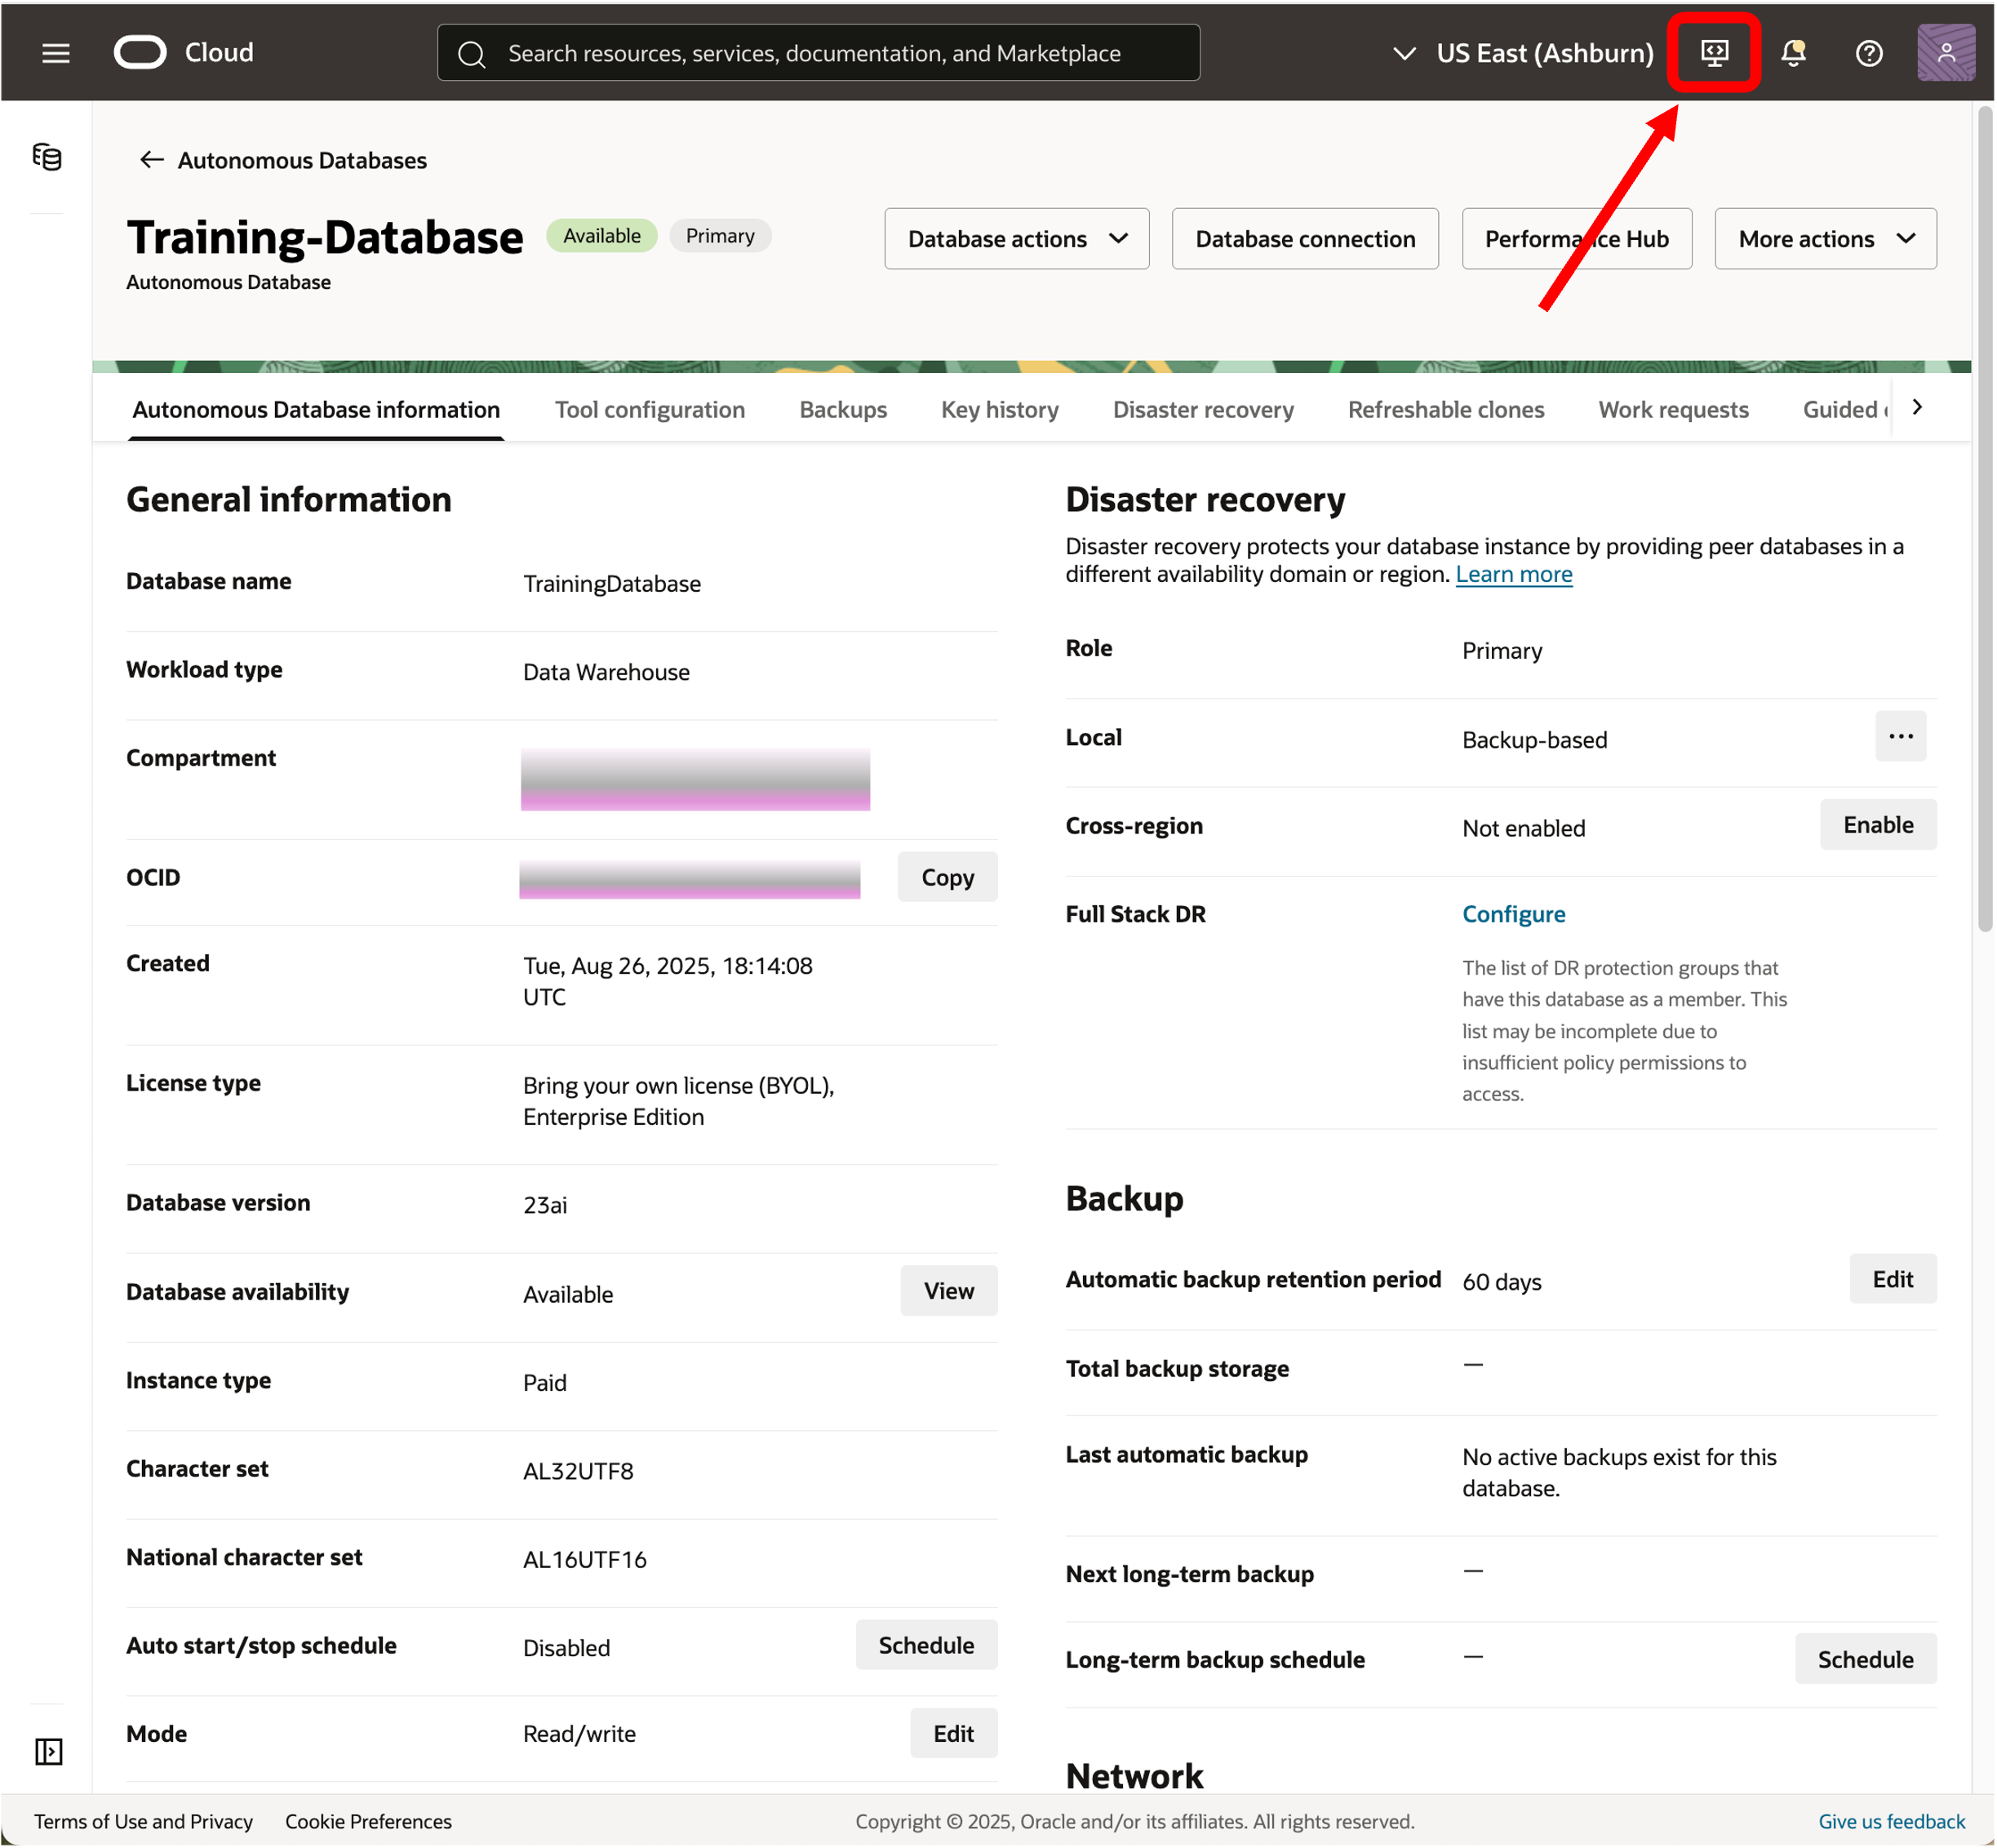 Cloud
Search resources, services, documentation, and Marketplace
US East (Ashburn)
Autonomous Databases
Training-Database
Available
Primary
Autonomous Database
Database actions
Database connection
Performance Hub
More actions
Autonomous Database information
Tool configuration
Backups
Key history
Disaster recovery
Refreshable clones
Work requests
Guided
General information
Database name
TrainingDatabase
Workload type
Data Warehouse
Compartment
OCID
Copy
Created
Tue, Aug 26, 2025, 18:14:08
UTC
License type
Bring your own license (BYOL),
Enterprise Edition
Database version
23ai
Database availability
Available
View
Instance type
Paid
Character set
AL32UTF8
National character set
AL16UTF16
Auto start/stop schedule
Disabled
Schedule
Mode
Read/write
Edit
Disaster recovery
Disaster recovery protects your database instance by providing peer databases in a
different availability domain or region. Learn more
Role
Primary
Local
Backup-based
Cross-region
Not enabled
Enable
Full Stack DR
Configure
The list of DR protection groups that
have this database as a member. This
list may be incomplete due to
insufficient policy permissions to
access.
Backup
Automatic backup retention period
60 days
Edit
Total backup storage
—
Last automatic backup
No active backups exist for this
database.
Next long-term backup
—
Long-term backup schedule
—
Schedule
Network
Terms of Use and Privacy
Cookie Preferences
Copyright © 2025, Oracle and/or its affiliates. All rights reserved.
Give us feedback